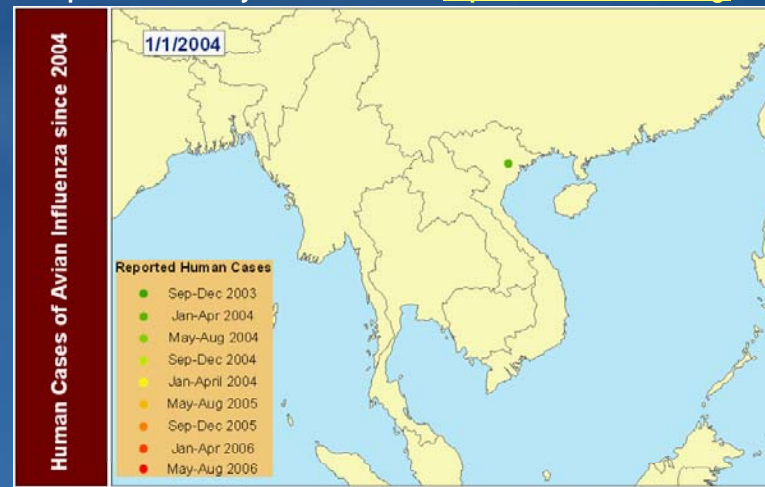 Human Cases of Avian Influenza since 2004
1/1/2004
Reported Human Cases
Sep-Dec 2003
Jan-Apr 2004
May-Aug 2004
Sep-Dec 2004
Jan-April 2004
May-Aug 2005
Sep-Dec 2005
Jan-Apr 2006
May-Aug 2006